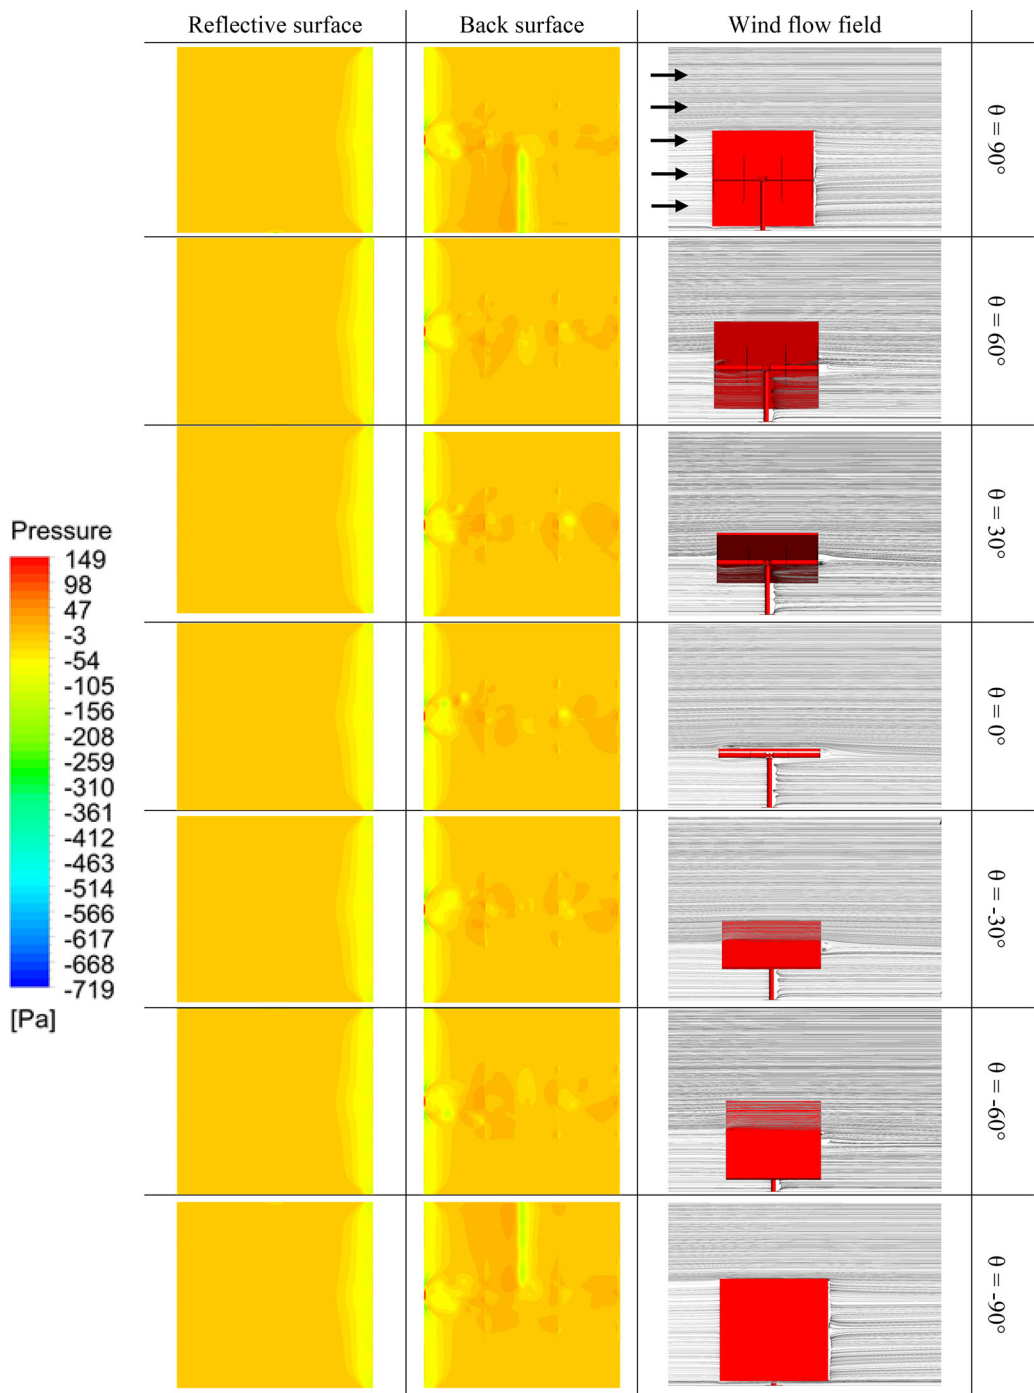 Reflective surface
Back surface
Wind flow field
θ = 90°
θ = 60°
θ = 30°
θ = 0°
θ = -30°
θ = -60°
θ = -90°
Pressure
149
98
47
-3
-54
-105
-156
-208
-259
-310
-361
-412
-463
-514
-566
-617
-668
-719
[Pa]